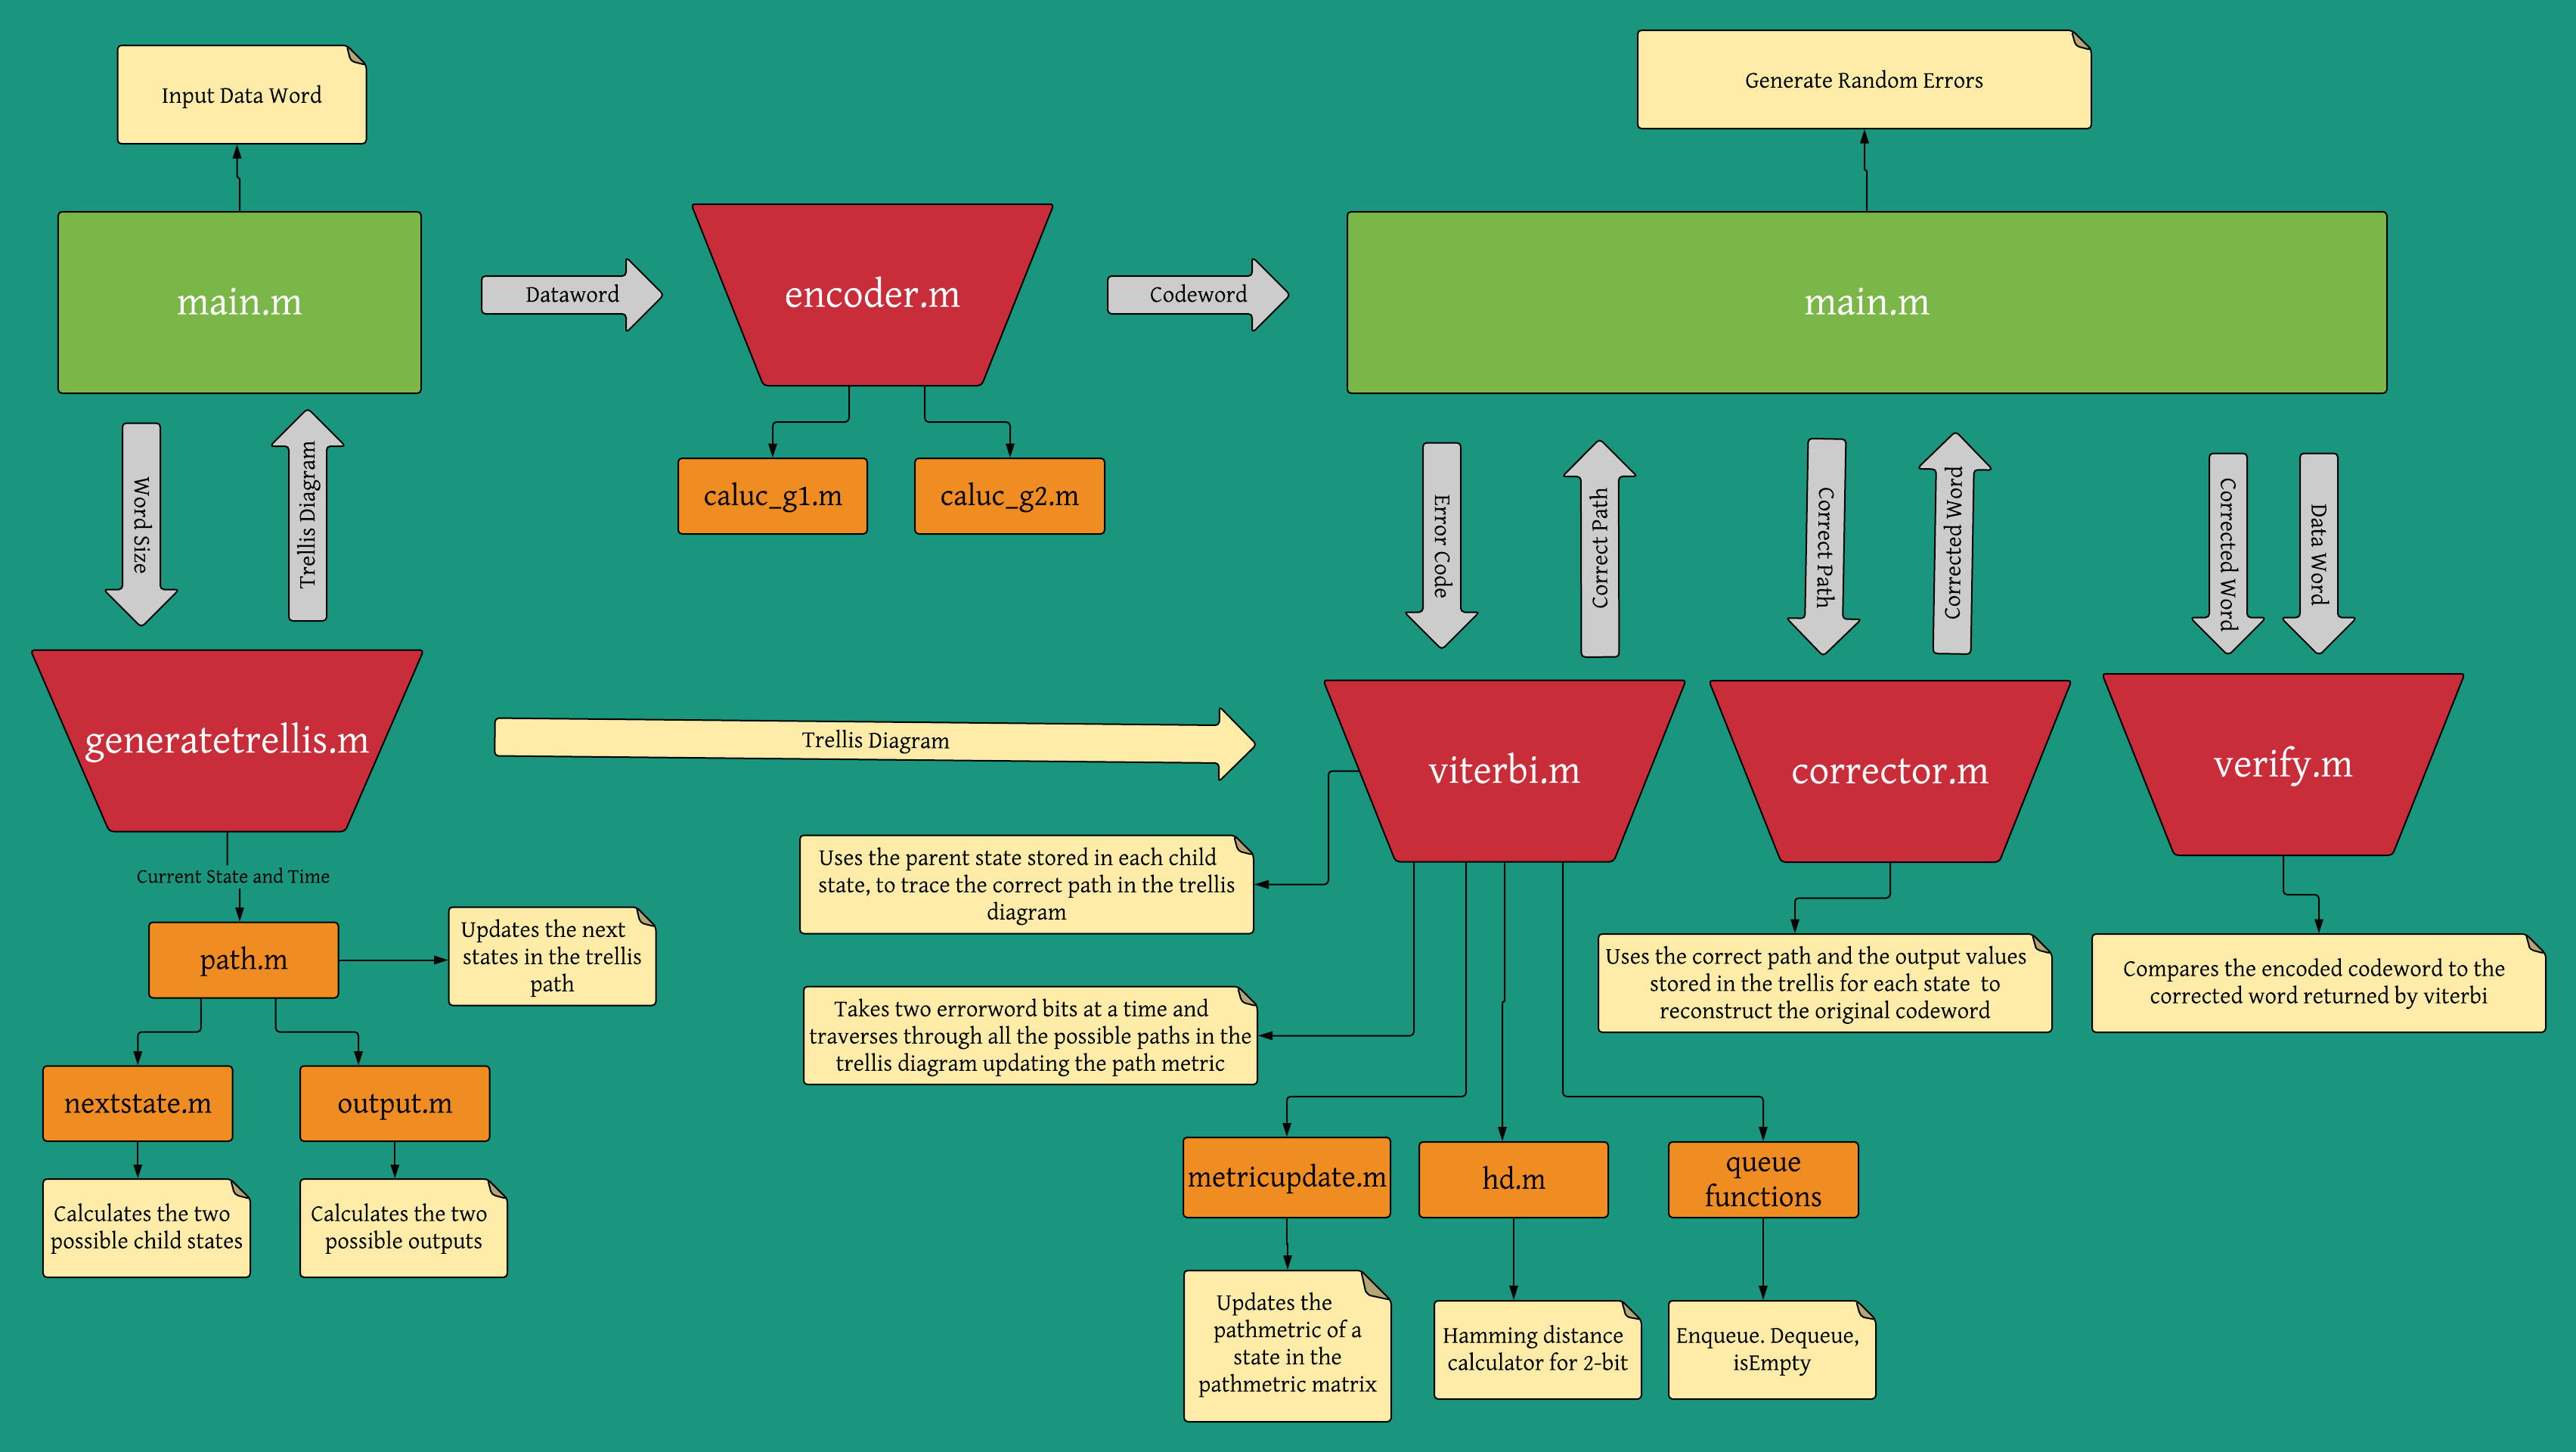 Input Data Word
Generate Random Errors
main.m
Dataword
encoder.m
Codeword
main.m
caluc_g1.m
caluc_g2.m
Word Size
Trellis Diagram
Error Code
Correct Path
Correct Path
Corrected Word
Corrected Word
Data Word
generatetrellis.m
Trellis Diagram
viterbi.m
corrector.m
verify.m
Current State and Time
path.m
Updates the next
states in the trellis
path
nextstate.m
output.m
Calculates the two
possible child states
Calculates the two
possible outputs
Uses the parent state stored in each child
state, to trace the correct path in the trellis
diagram
Takes two errorword bits at a time and
traverses through all the possible paths in the
trellis diagram updating the path metric
Uses the correct path and the output values
stored in the trellis for each state to
reconstruct the original codeword
Compares the encoded codeword to the
corrected word returned by viterbi
metricupdate.m
hd.m
queue
functions
Updates the
pathmetric of a
state in the
pathmetric matrix
Hamming distance
calculator for 2-bit
Enqueue. Dequeue,
isEmpty